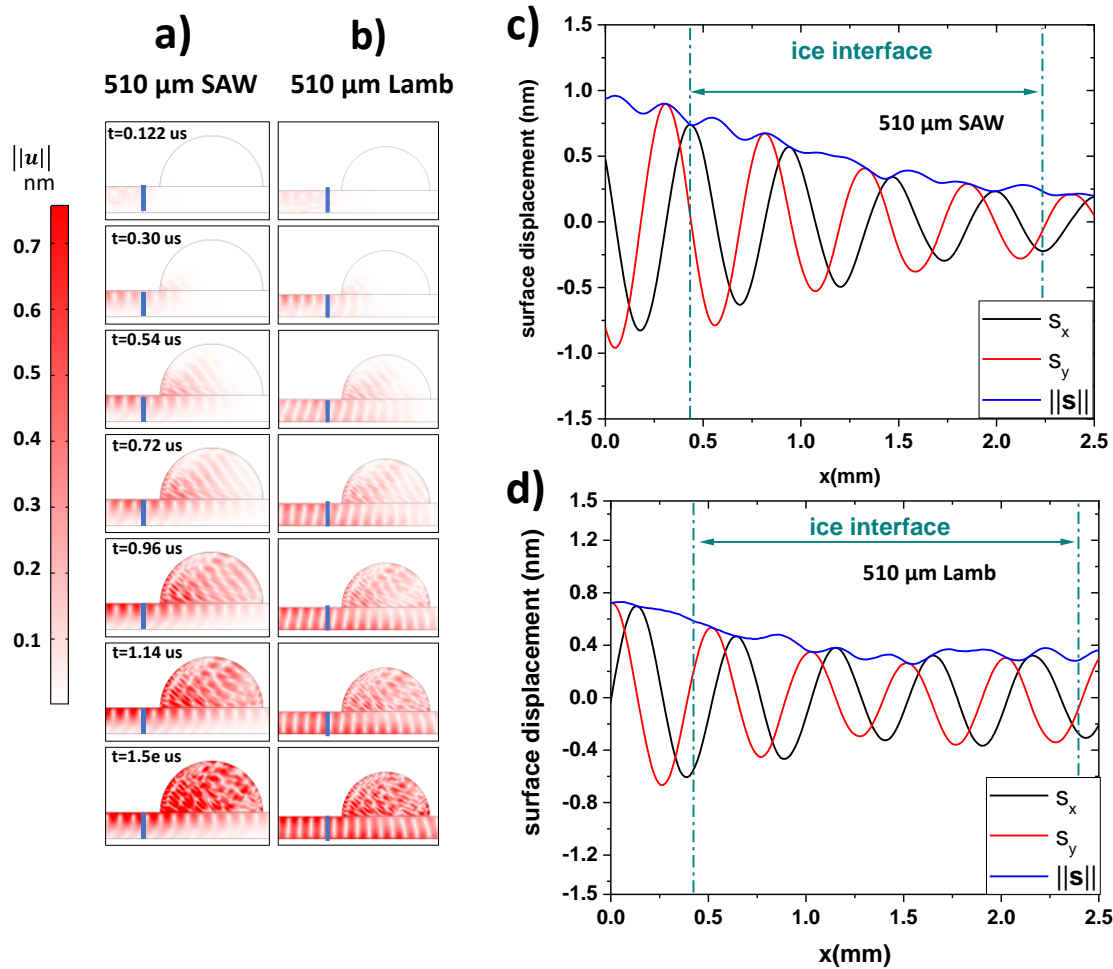 a)
b)
510 µm SAW
510 µm Lamb
||u||
nm
0.7
0.6
0.5
0.4
0.3
0.2
0.1
t=0.122 us
t=0.30 us
t=0.54 us
t=0.72 us
t=0.96 us
t=1.14 us
t=1.5e us
c)
surface displacement (nm)
1.5
1.0
0.5
0.0
-0.5
-1.0
-1.5
ice interface
510 µm SAW
S_x
S_y
||s||
0.0 0.5 1.0 1.5 2.0 2.5
x(mm)
d)
surface displacement (nm)
1.5
1.2
0.8
0.4
0.0
-0.4
-0.8
-1.2
-1.5
ice interface
510 µm Lamb
S_x
S_y
||s||
0.0 0.5 1.0 1.5 2.0 2.5
x(mm)